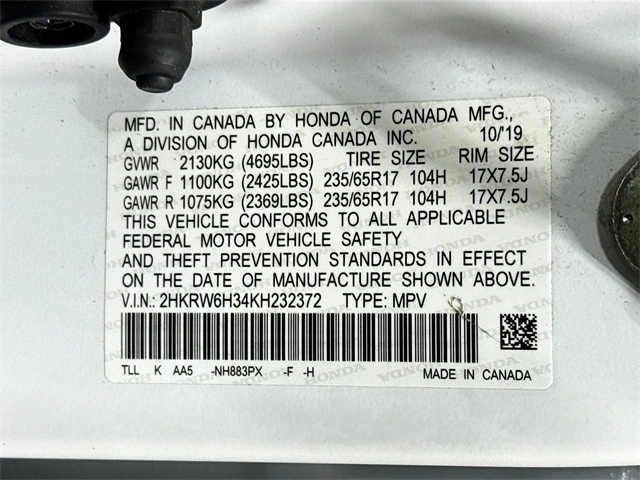 MFD. IN CANADA BY HONDA OF CANADA MFG.,
A DIVISION OF HONDA CANADA INC. 10/'19
GVWR 2130KG (4695LBS) TIRE SIZE RIM SIZE
GAWR F 1100KG (2425LBS) 235/65R17 104H 17X7.5J
GAWR R 1075KG (2369LBS) 235/65R17 104H 17X7.5J
THIS VEHICLE CONFORMS TO ALL APPLICABLE
FEDERAL MOTOR VEHICLE SAFETY
AND THEFT PREVENTION STANDARDS IN EFFECT
ON THE DATE OF MANUFACTURE SHOWN ABOVE.
V.I.N.: 2HKRW6H34KH232372 TYPE: MPV
TLL K AA5 -NH883PX -F -H MADE IN CANADA